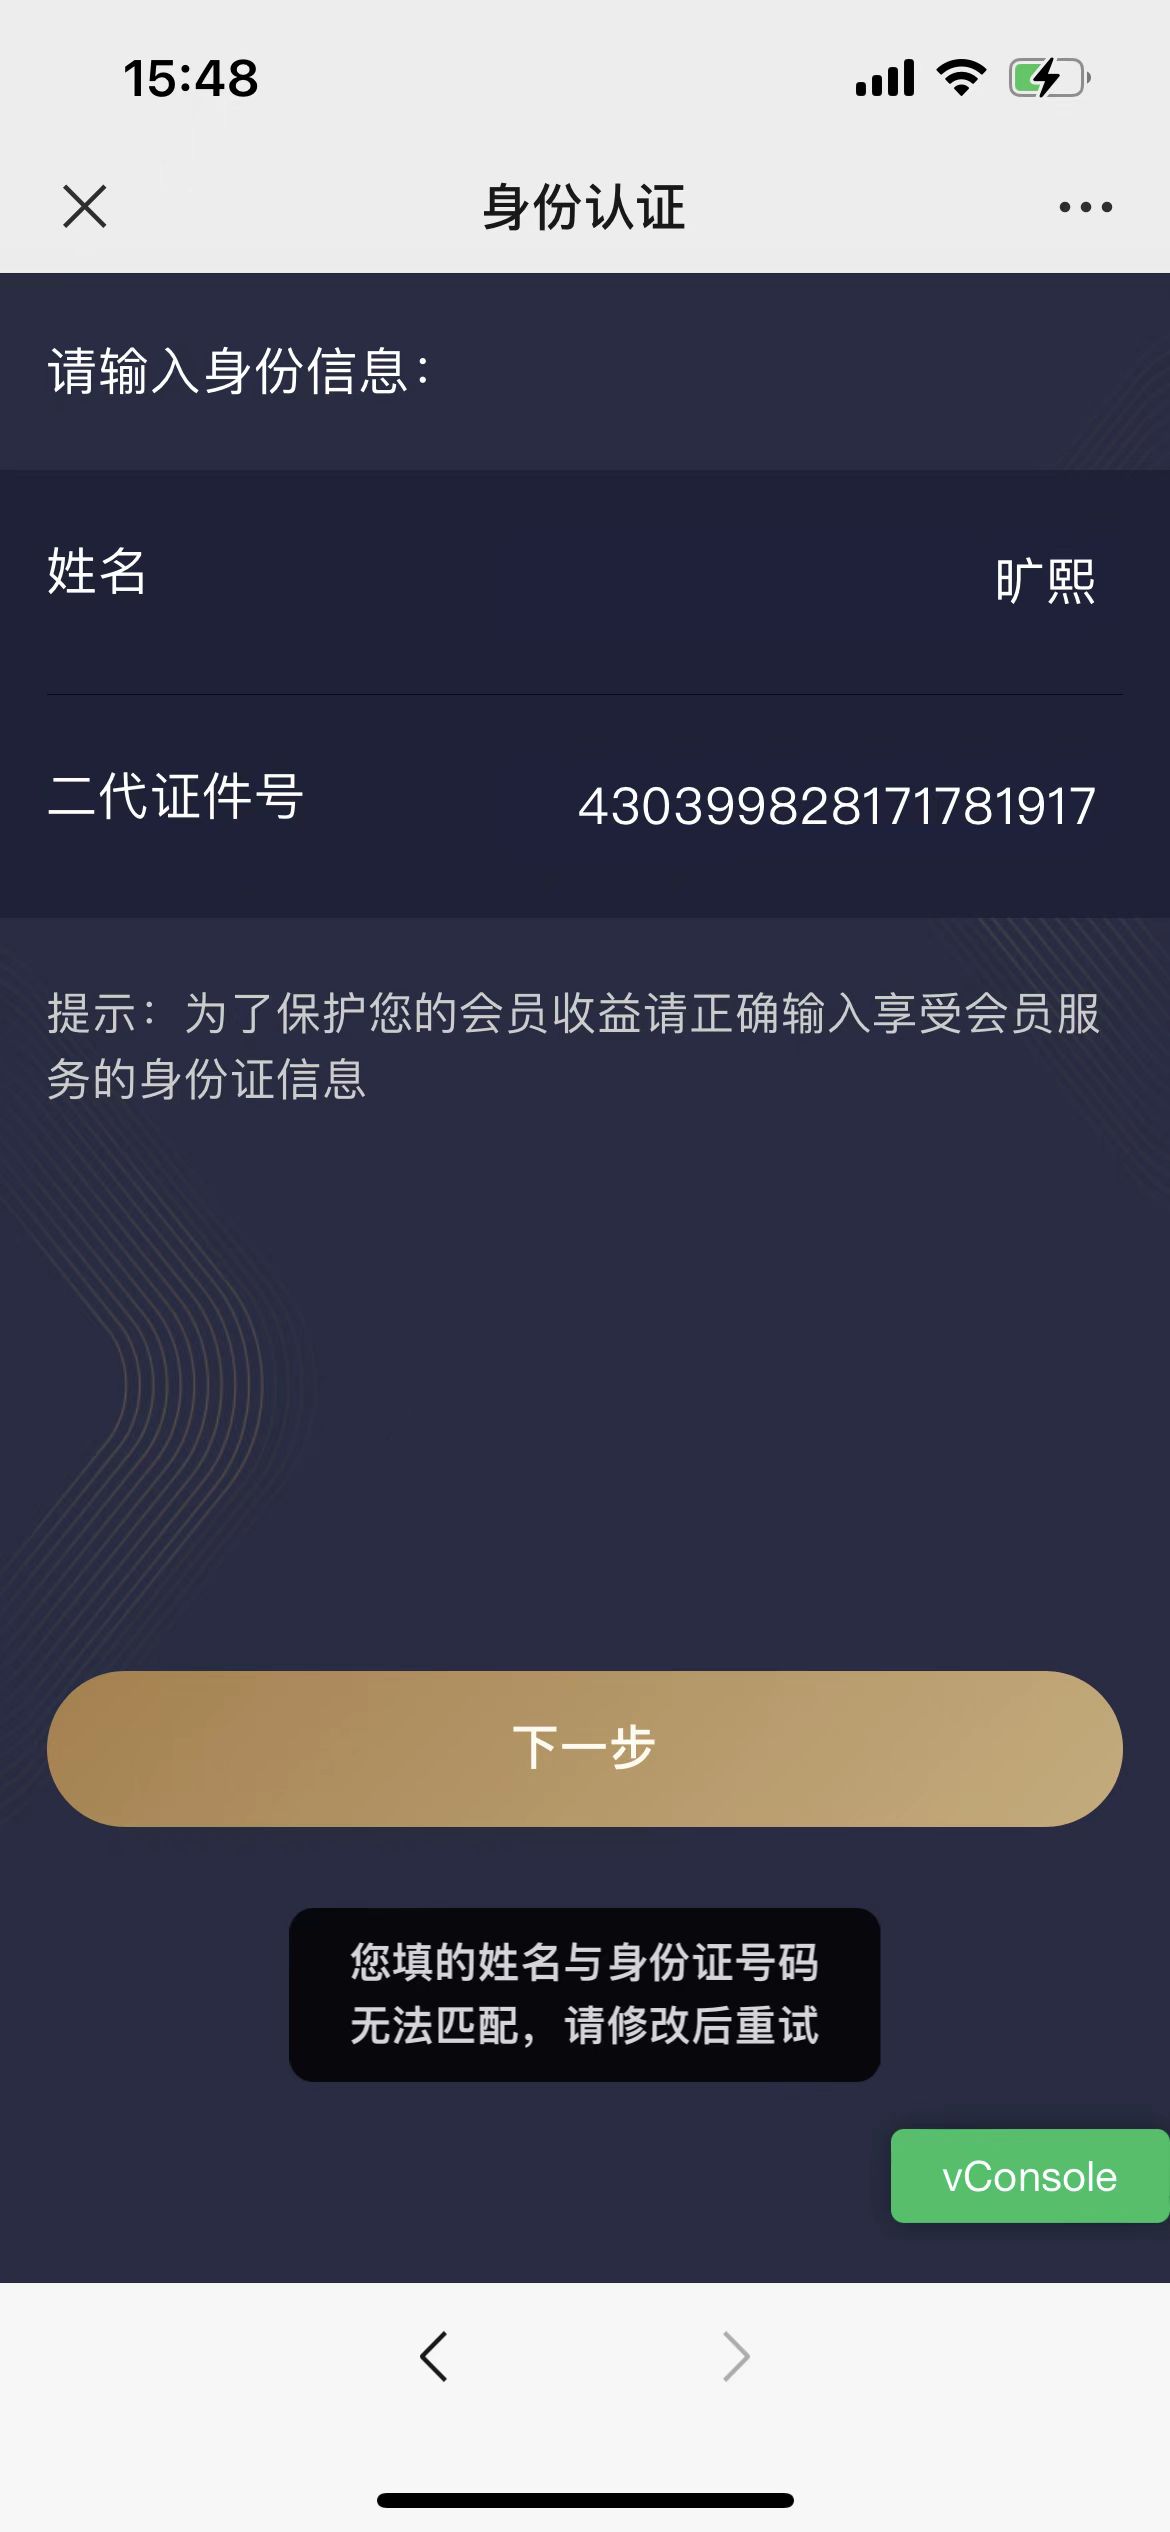 15:48
身份认证
请输入身份信息：
姓名
旷熙
二代证件号
430399828171781917
提示：为了保护您的会员收益请正确输入享受会员服
务的身份证信息
下一步
您填的姓名与身份证号码
无法匹配，请修改后重试
vConsole